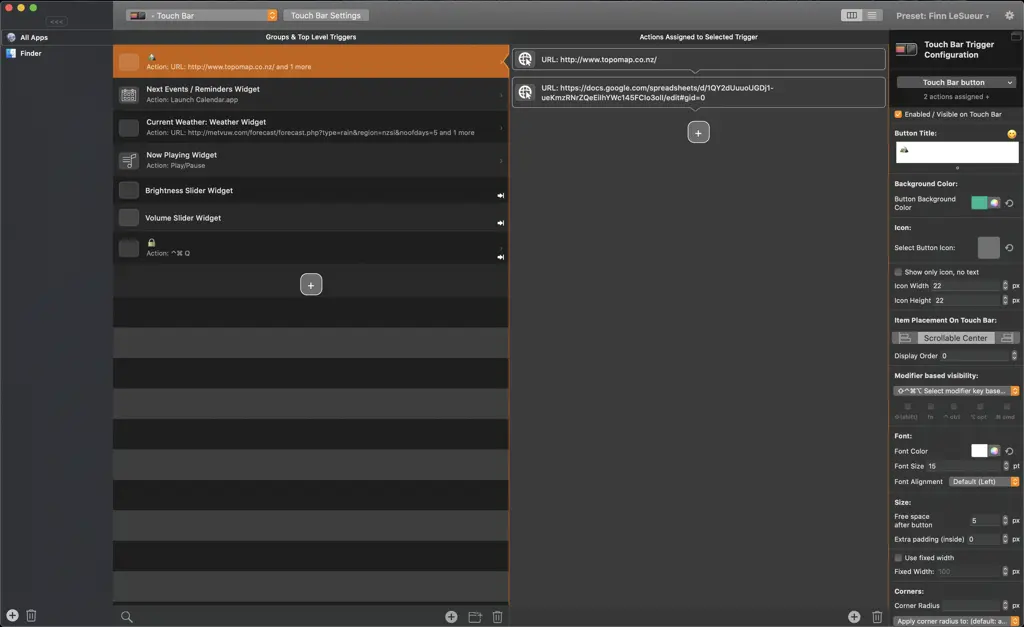 <<<
Touch Bar
Touch Bar Settings
Preset: Finn LeSueur
All Apps
Finder
Groups & Top Level Triggers
Action: URL: http://www.topomap.co.nz/ and 1 more
Next Events / Reminders Widget
Action: Launch Calendar.app
Current Weather: Weather Widget
Action: URL: http://metvuw.com/forecast/forecast.php?type=rain&region=nzsi&noofdays=5 and 1 more
Now Playing Widget
Action: Play/Pause
Brightness Slider Widget
Volume Slider Widget
Action: ⌃⌘ Q
+
Actions Assigned to Selected Trigger
URL: http://www.topomap.co.nz/
URL: https://docs.google.com/spreadsheets/d/1QY2dUuuoUGDj1-
ueKmzRNrZQeEiIhYWc145FCIo3oII/edit#gid=0
+
Touch Bar Trigger
Configuration
Touch Bar button
2 actions assigned +
Enabled / Visible on Touch Bar
Button Title:
Background Color:
Button Background
Color
Icon:
Select Button Icon:
Show only icon, no text
Icon Width 22 px
Icon Height 22 px
Item Placement On Touch Bar:
Scrollable Center
Display Order 0
Modifier based visibility:
⇧⌃⌘⌥ Select modifier key base...
⇧(shift) fn ⌃ ctrl ⌥ opt ⌘ cmd
Font:
Font Color
Font Size 15 pt
Font Alignment Default (Left)
Size:
Free space
after button 5 px
Extra padding (inside) 0 px
Use fixed width
Fixed Width: 100 px
Corners:
Corner Radius px
Apply corner radius to: (default: a...